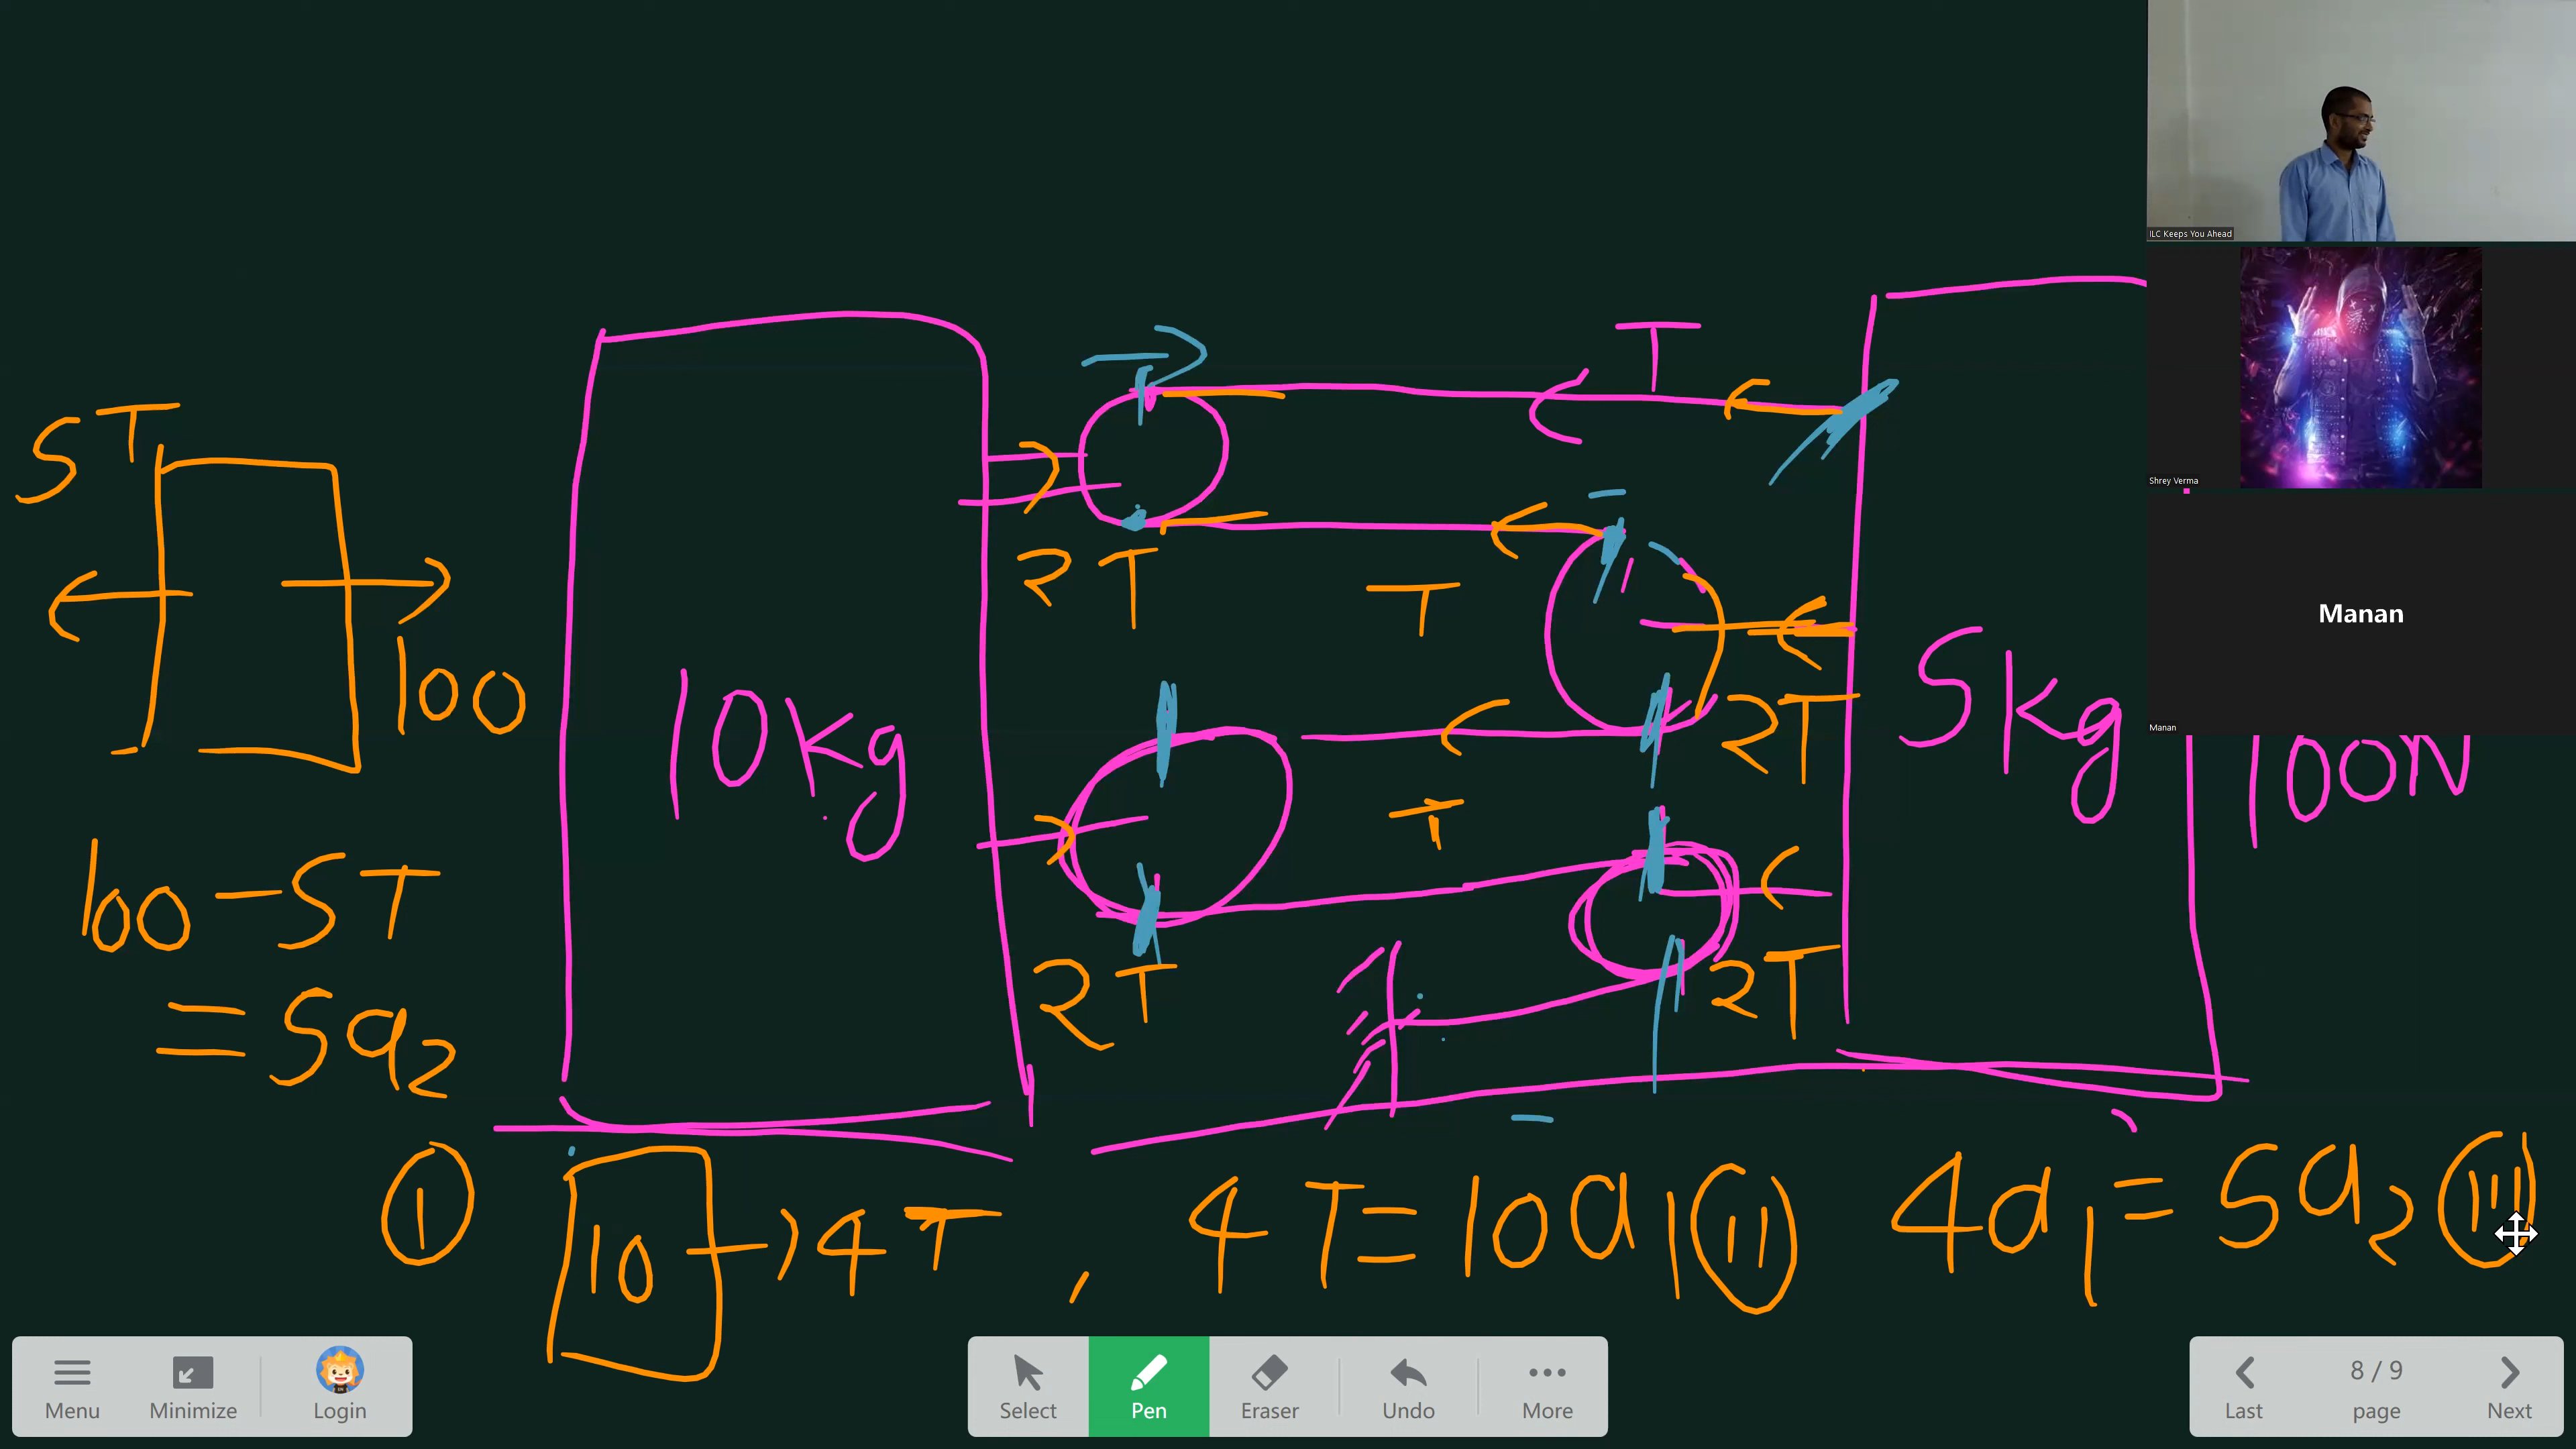 ILC Keeps You Ahead
Shrey Verma
Manan
Manan
T
5T
2T
T
10kg
5kg
100
2T
100N
T
100-5T
2T
2T
=5a2
1
10
4T
,
4T=10a1
11
4a1=5a2
111
Menu
Minimize
Login
Select
Pen
Eraser
Undo
More
Last
8 / 9
page
Next